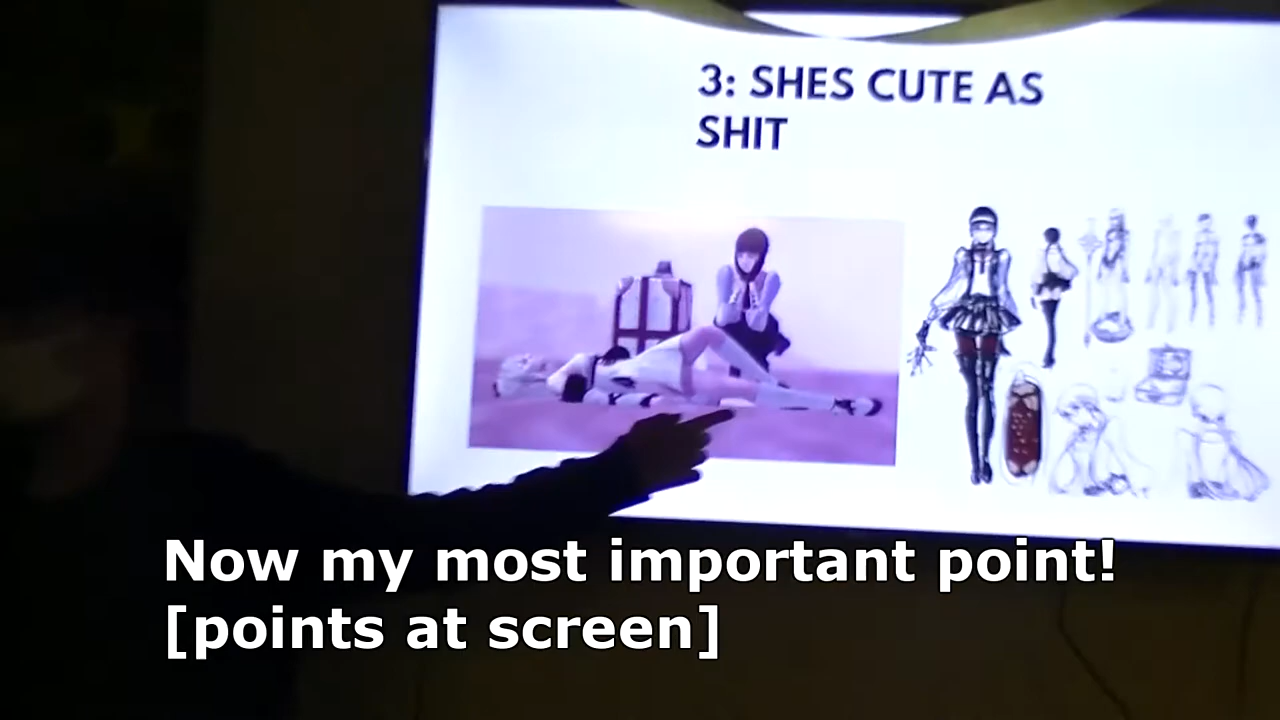 3: SHES CUTE AS
SHIT
Now my most important point!
[points at screen]